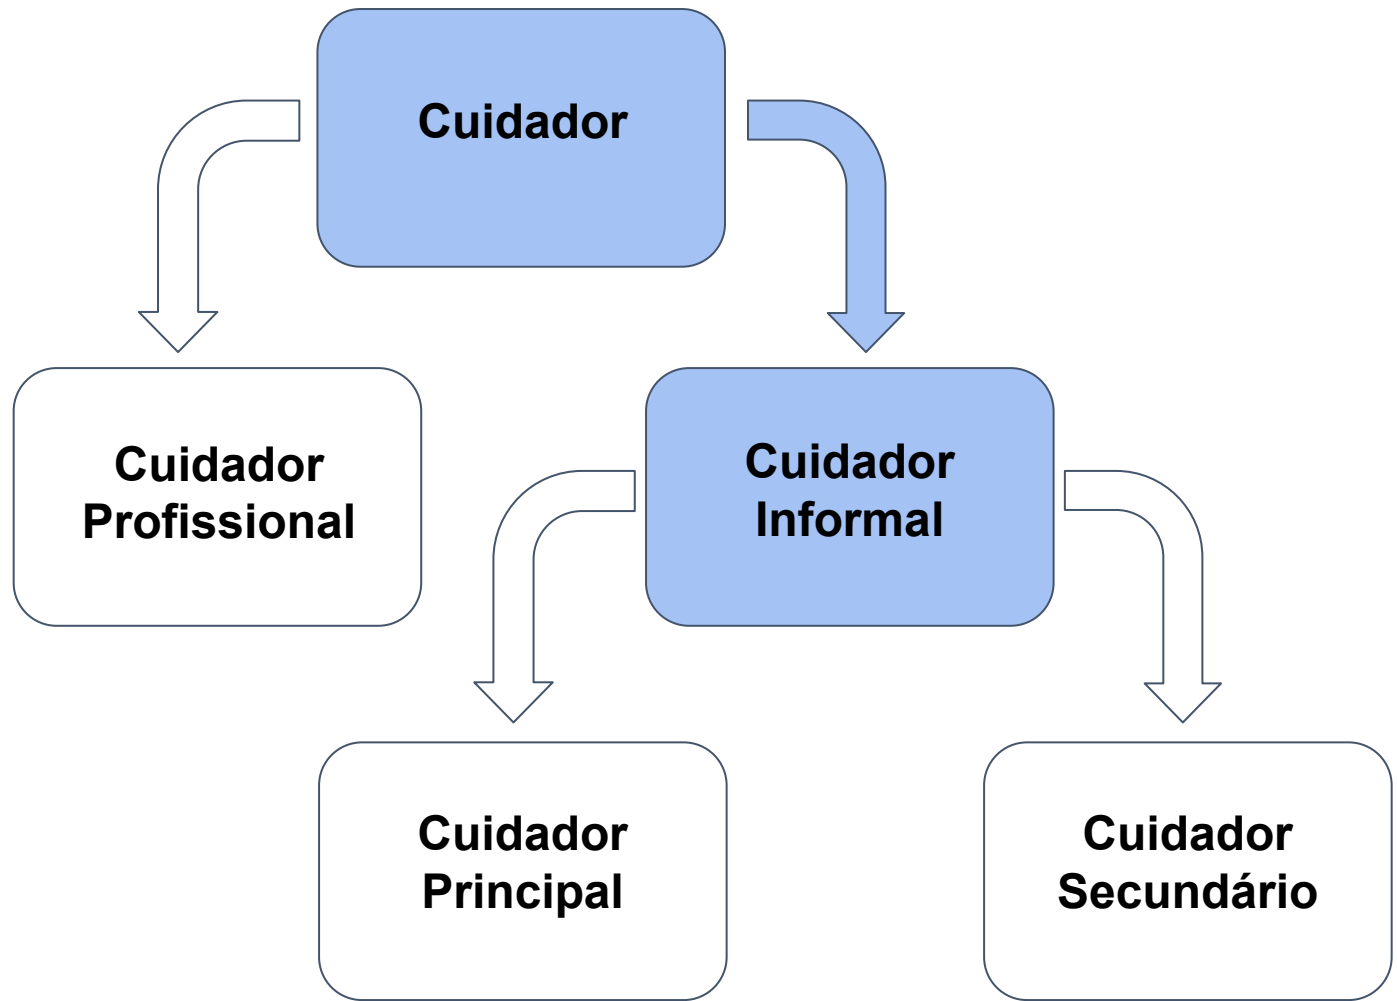 Cuidador
Cuidador
Profissional
Cuidador
Informal
Cuidador
Principal
Cuidador
Secundário